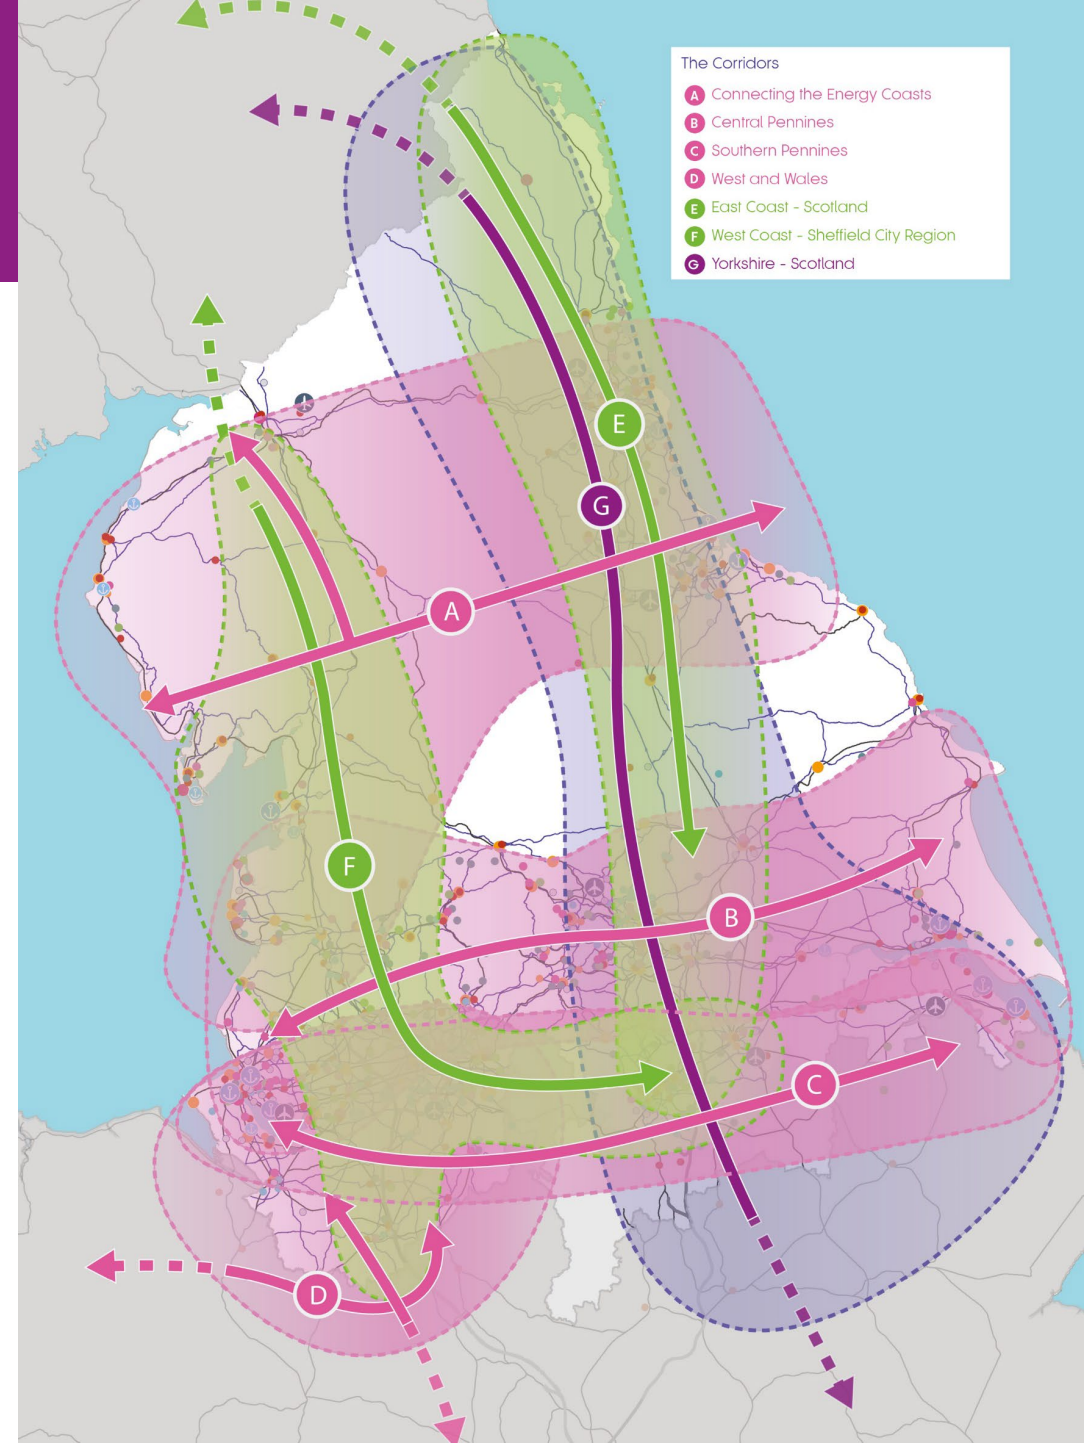 The Corridors
A Connecting the Energy Coasts
B Central Pennines
C Southern Pennines
D West and Wales
E East Coast - Scotland
F West Coast - Sheffield City Region
G Yorkshire - Scotland
E
G
A
F
B
C
D